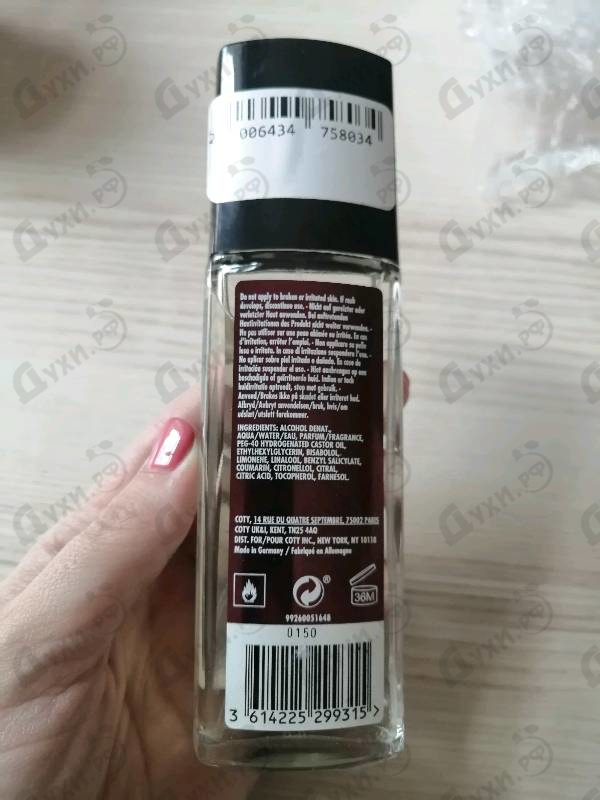 2 006434 758034
Do not apply to broken or irritated skin. If rash
develops, discontinue use. - Nicht auf gereizter oder
verletzter Haut anwenden. Bei auftretenden
Hautirritationen das Produkt nicht weiter verwenden. -
Ne pas utiliser sur une peau abîmée ou irritée. En cas
d'irritation, arrêter l'emploi. - Non applicare su pelle
lesa o irritata. In caso di irritazione sospendere l'uso. -
No aplicar sobre piel irritada o dañada. En caso de
irritación suspender el uso. - Niet aanbrengen op een
beschadigde of geïrriteerde huid. Indien er toch
huidirritatie optreedt, stop met gebruik. -
Anvend/Brukes ikke på skadet eller irriteret hud.
Afbryd/Avbryt anvendelsen/bruk, hvis/om
udslæt/utslett forekommer.
INGREDIENTS: ALCOHOL DENAT.,
AQUA/WATER/EAU, PARFUM/FRAGRANCE,
PEG-40 HYDROGENATED CASTOR OIL,
ETHYLHEXYLGLYCERIN, BISABOLOL,
LIMONENE, LINALOOL, BENZYL SALICYLATE,
COUMARIN, CITRONELLOL, CITRAL,
CITRIC ACID, TOCOPHEROL, FARNESOL.
COTY, 14 RUE DU QUATRE SEPTEMBRE, 75002 PARIS
COTY UK&I, KENT, TN25 4AQ
DIST. FOR/POUR COTY INC., NEW YORK, NY 10118
Made in Germany / Fabriqué en Allemagne
® 36M
99260051648
0150
3 614225 299315 >
Духи.рф